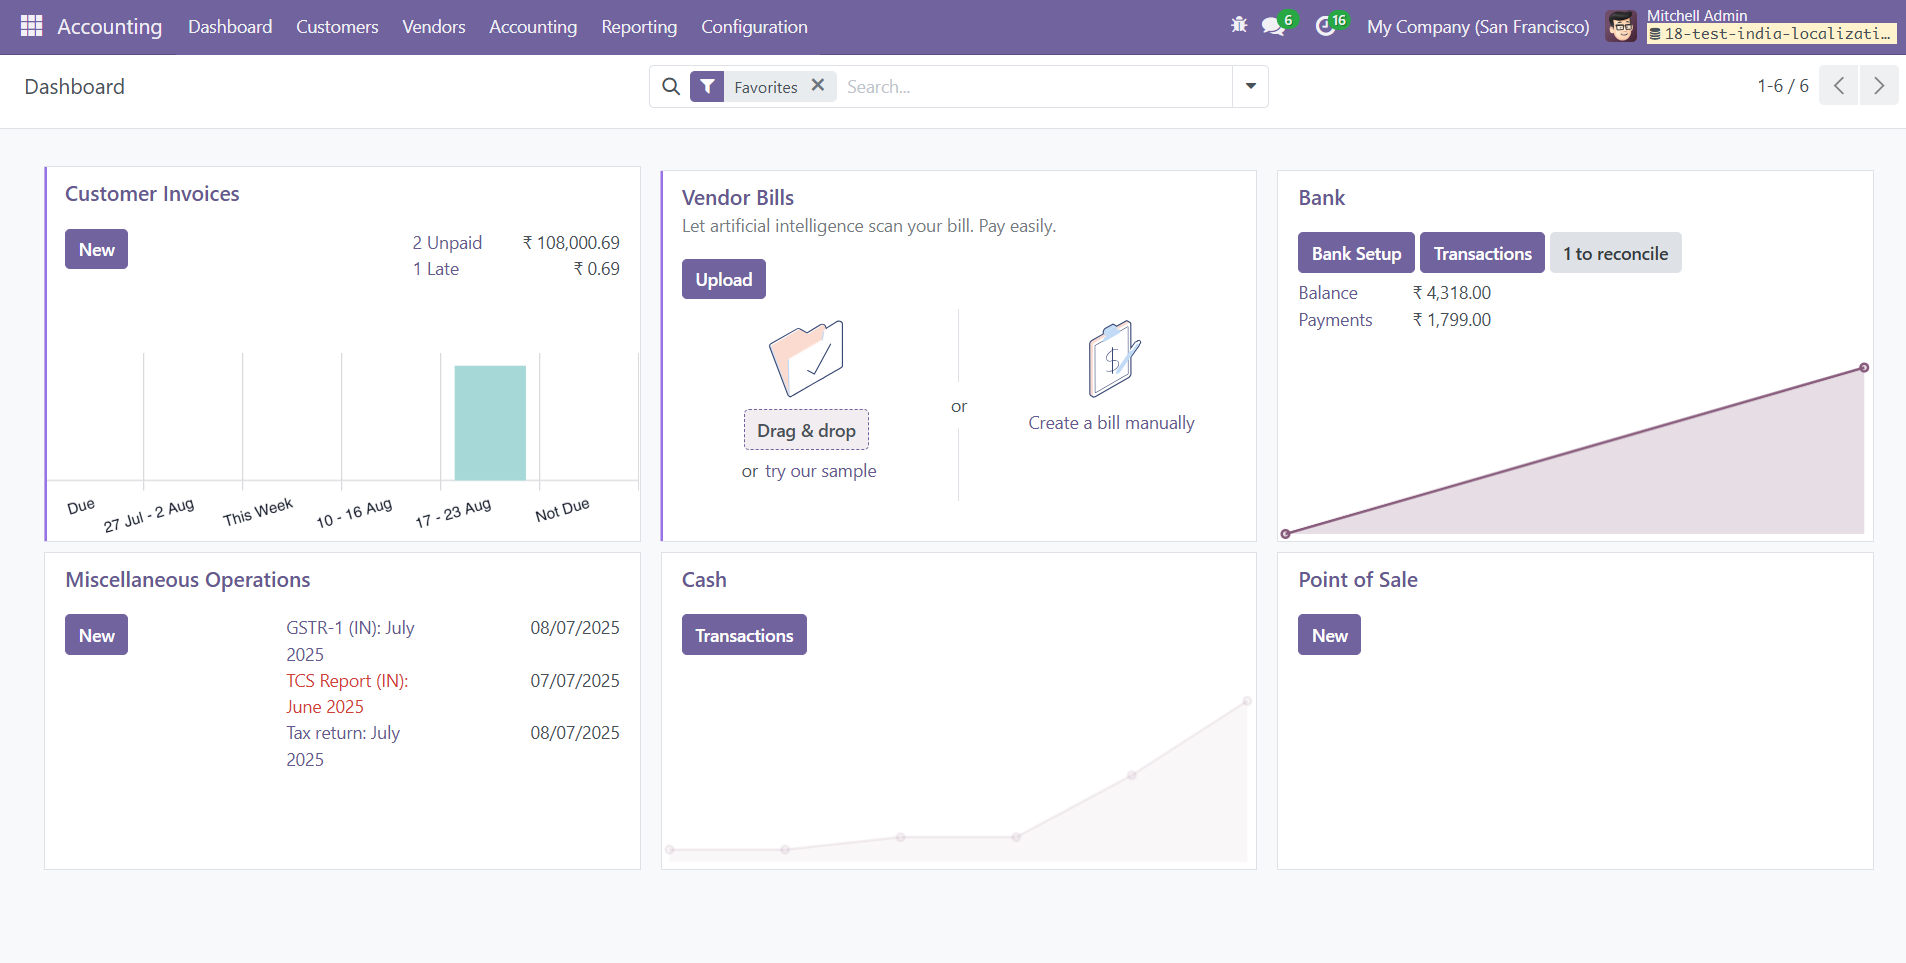 Accounting Dashboard Customers Vendors Accounting Reporting Configuration 6 16 My Company (San Francisco) Mitchell Admin
18-test-india-localizati...
Dashboard Favorites Search... 1-6 / 6
Customer Invoices
New
2 Unpaid ₹ 108,000.69
1 Late ₹ 0.69
Due 27 Jul - 2 Aug This Week 10 - 16 Aug 17 - 23 Aug Not Due
Vendor Bills
Let artificial intelligence scan your bill. Pay easily.
Upload
Drag & drop
or try our sample
or
$
Create a bill manually
Bank
Bank Setup Transactions 1 to reconcile
Balance ₹ 4,318.00
Payments ₹ 1,799.00
Miscellaneous Operations
New
GSTR-1 (IN): July 08/07/2025
2025
TCS Report (IN): 07/07/2025
June 2025
Tax return: July 08/07/2025
2025
Cash
Transactions
Point of Sale
New